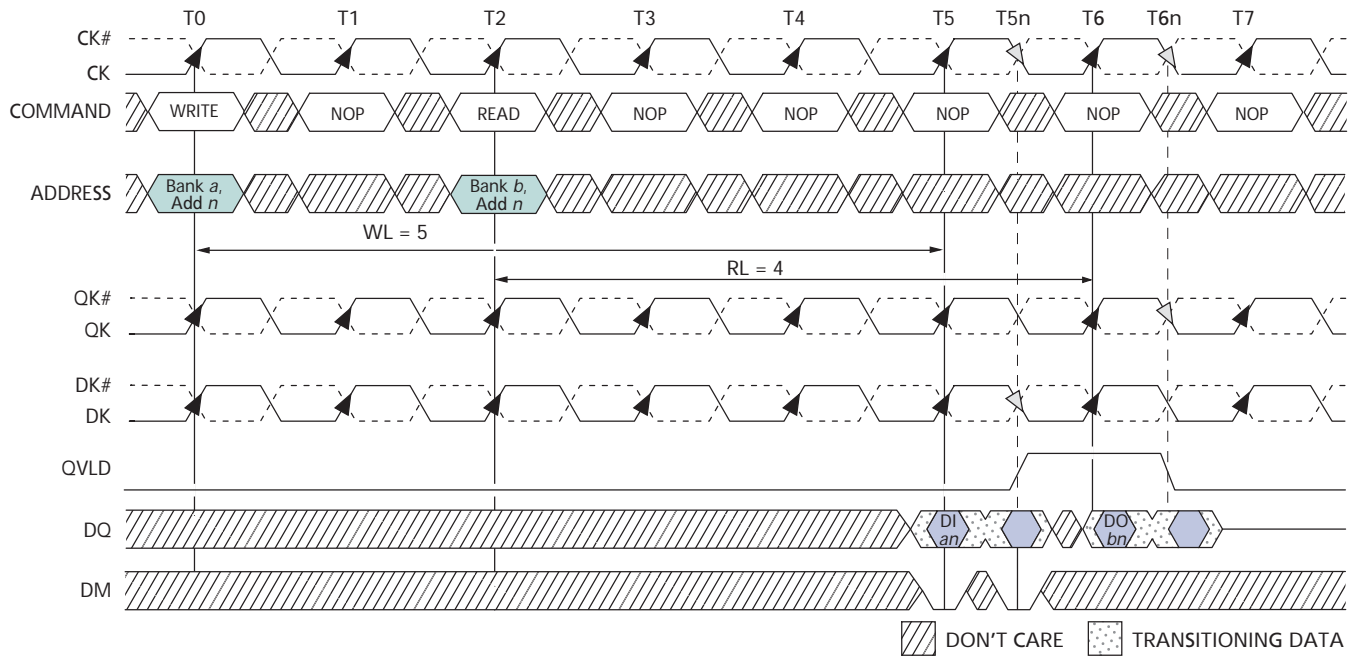 T0 T1 T2 T3 T4 T5 T5n T6 T6n T7
CK#
CK
COMMAND WRITE NOP READ NOP NOP NOP NOP NOP
ADDRESS Bank a, Add n Bank b, Add n
WL = 5
RL = 4
QK#
QK
DK#
DK
QVLD
DQ DI an DO bn
DM
DON'T CARE TRANSITIONING DATA